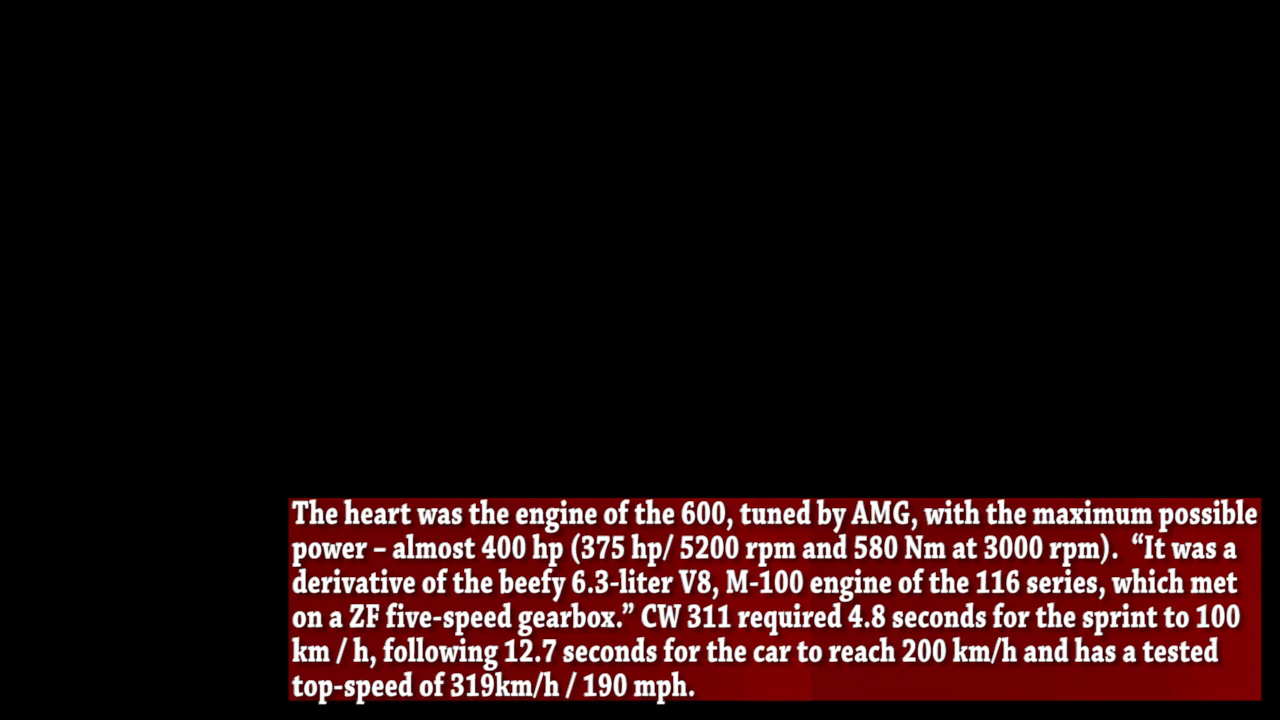 The heart was the engine of the 600, tuned by AMG, with the maximum possible
power – almost 400 hp (375 hp/ 5200 rpm and 580 Nm at 3000 rpm).  “It was a
derivative of the beefy 6.3-liter V8, M-100 engine of the 116 series, which met
on a ZF five-speed gearbox.” CW 311 required 4.8 seconds for the sprint to 100
km / h, following 12.7 seconds for the car to reach 200 km/h and has a tested
top-speed of 319km/h / 190 mph.